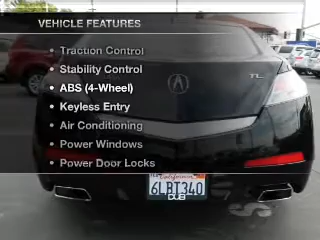 VEHICLE FEATURES
• Traction Control
• Stability Control
• ABS (4-Wheel)
• Keyless Entry
• Air Conditioning
• Power Windows
• Power Door Locks
TL
California
6LBT340
DUB